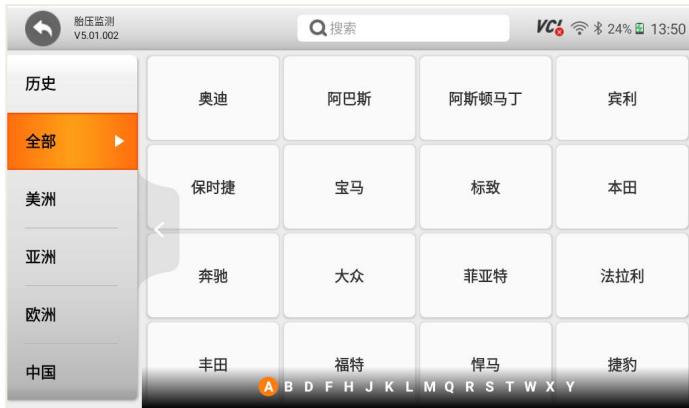 胎压监测
V5.01.002
搜索
VC!
24%
13:50
历史
全部
美洲
亚洲
欧洲
中国
奥迪 阿巴斯 阿斯顿马丁 宾利
保时捷 宝马 标致 本田
奔驰 大众 菲亚特 法拉利
丰田 福特 悍马 捷豹
A B D F H J K L M Q R S T W X Y